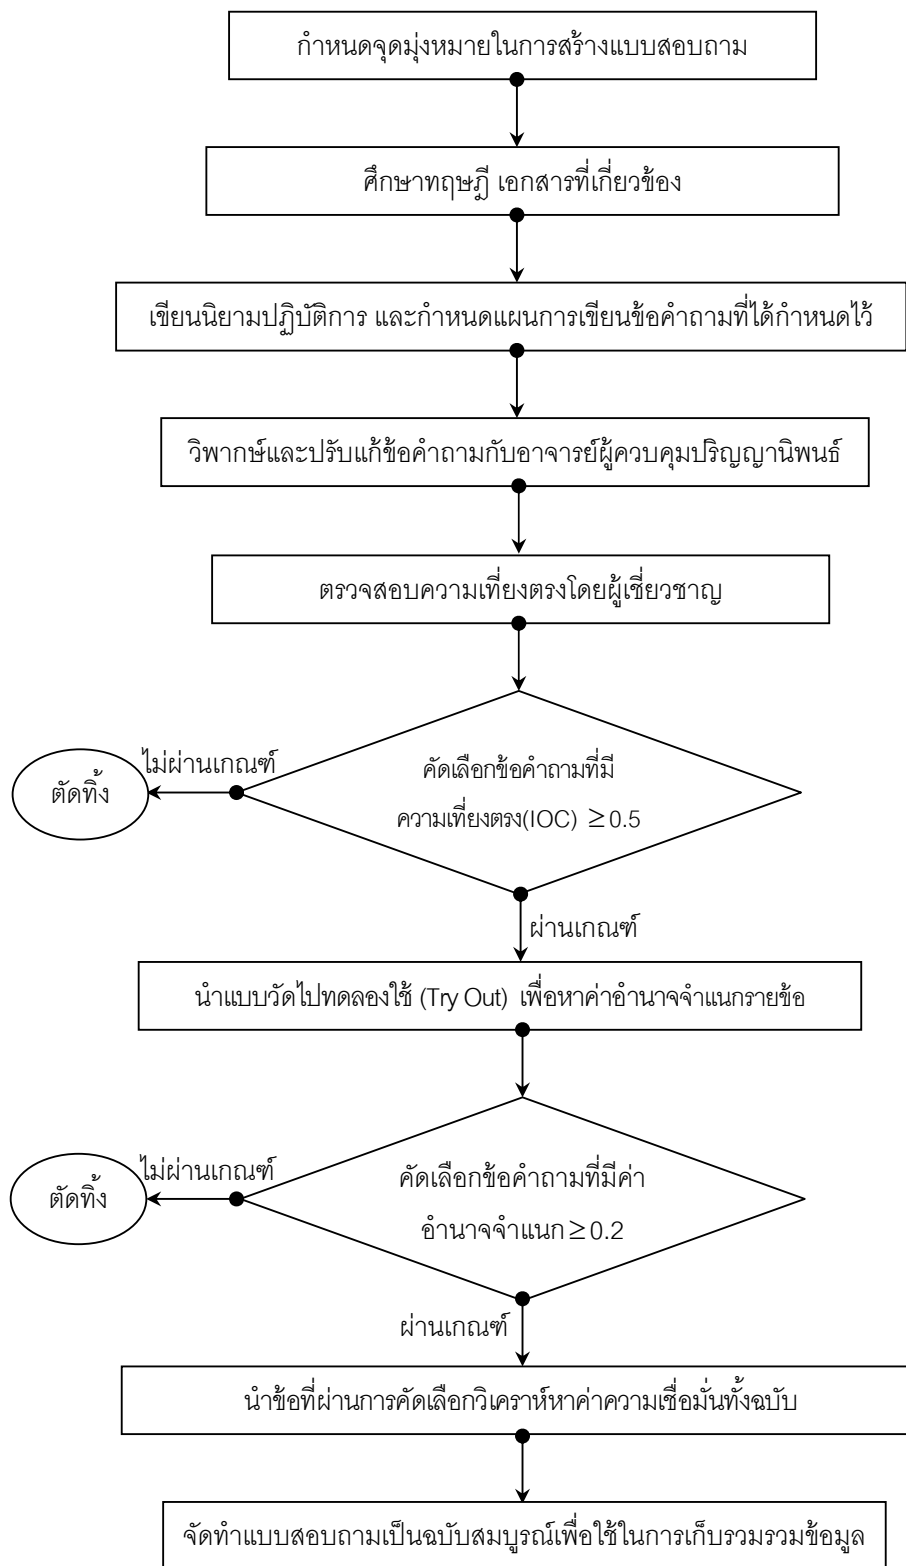 กำหนดจุดมุ่งหมายในการสร้างแบบสอบถาม
ศึกษาทฤษฎี เอกสารที่เกี่ยวข้อง
เขียนนิยามปฏิบัติการ และกำหนดแผนการเขียนข้อคำถามที่ได้กำหนดไว้
วิพากษ์และปรับแก้ข้อคำถามกับอาจารย์ผู้ควบคุมปริญญานิพนธ์
ตรวจสอบความเที่ยงตรงโดยผู้เชี่ยวชาญ
ไม่ผ่านเกณฑ์
ตัดทิ้ง
คัดเลือกข้อคำถามที่มี
ความเที่ยงตรง(IOC) ≥0.5
ผ่านเกณฑ์
นำแบบวัดไปทดลองใช้ (Try Out) เพื่อหาค่าอำนาจจำแนกรายข้อ
ไม่ผ่านเกณฑ์
ตัดทิ้ง
คัดเลือกข้อคำถามที่มีค่า
อำนาจจำแนก≥0.2
ผ่านเกณฑ์
นำข้อที่ผ่านการคัดเลือกวิเคราห์หาค่าความเชื่อมั่นทั้งฉบับ
จัดทำแบบสอบถามเป็นฉบับสมบูรณ์เพื่อใช้ในการเก็บรวมรวมข้อมูล